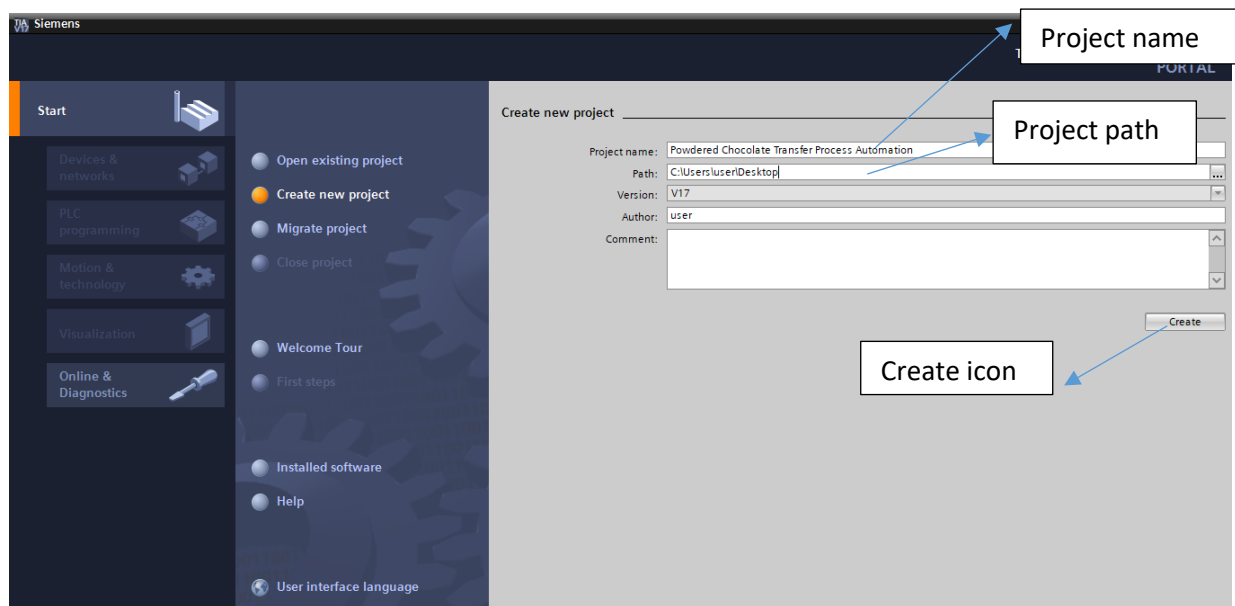 TIA V17 Siemens
Project name
T
PORTAL
Start
Devices &
networks
PLC
programming
Motion &
technology
Visualization
Online &
Diagnostics
Open existing project
Create new project
Migrate project
Close project
Welcome Tour
First steps
Installed software
Help
User interface language
Create new project
Project path
Project name: Powdered Chocolate Transfer Process Automation
Path: C:\Users\user\Desktop ...
Version: V17
Author: user
Comment:
Create
Create icon